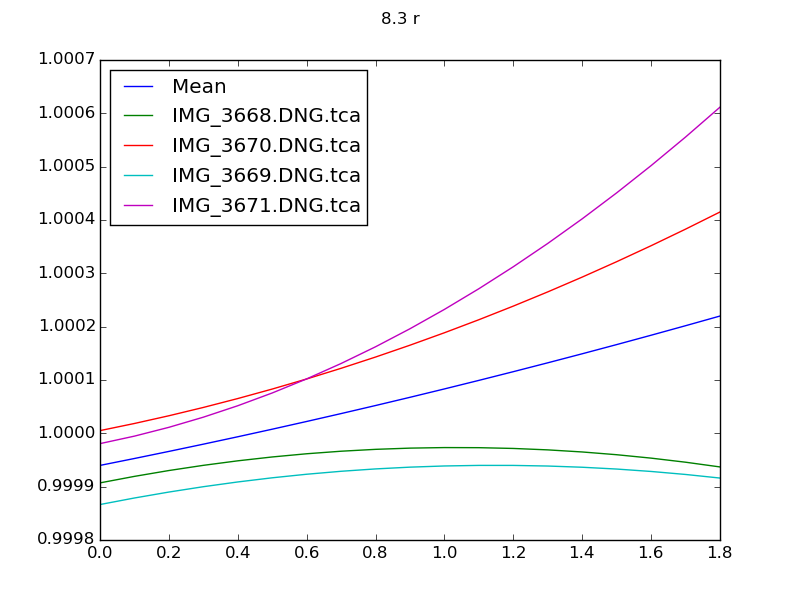 8.3 r
1.0007
1.0006
1.0005
1.0004
1.0003
1.0002
1.0001
1.0000
0.9999
0.9998
Mean
IMG_3668.DNG.tca
IMG_3670.DNG.tca
IMG_3669.DNG.tca
IMG_3671.DNG.tca
0.0 0.2 0.4 0.6 0.8 1.0 1.2 1.4 1.6 1.8